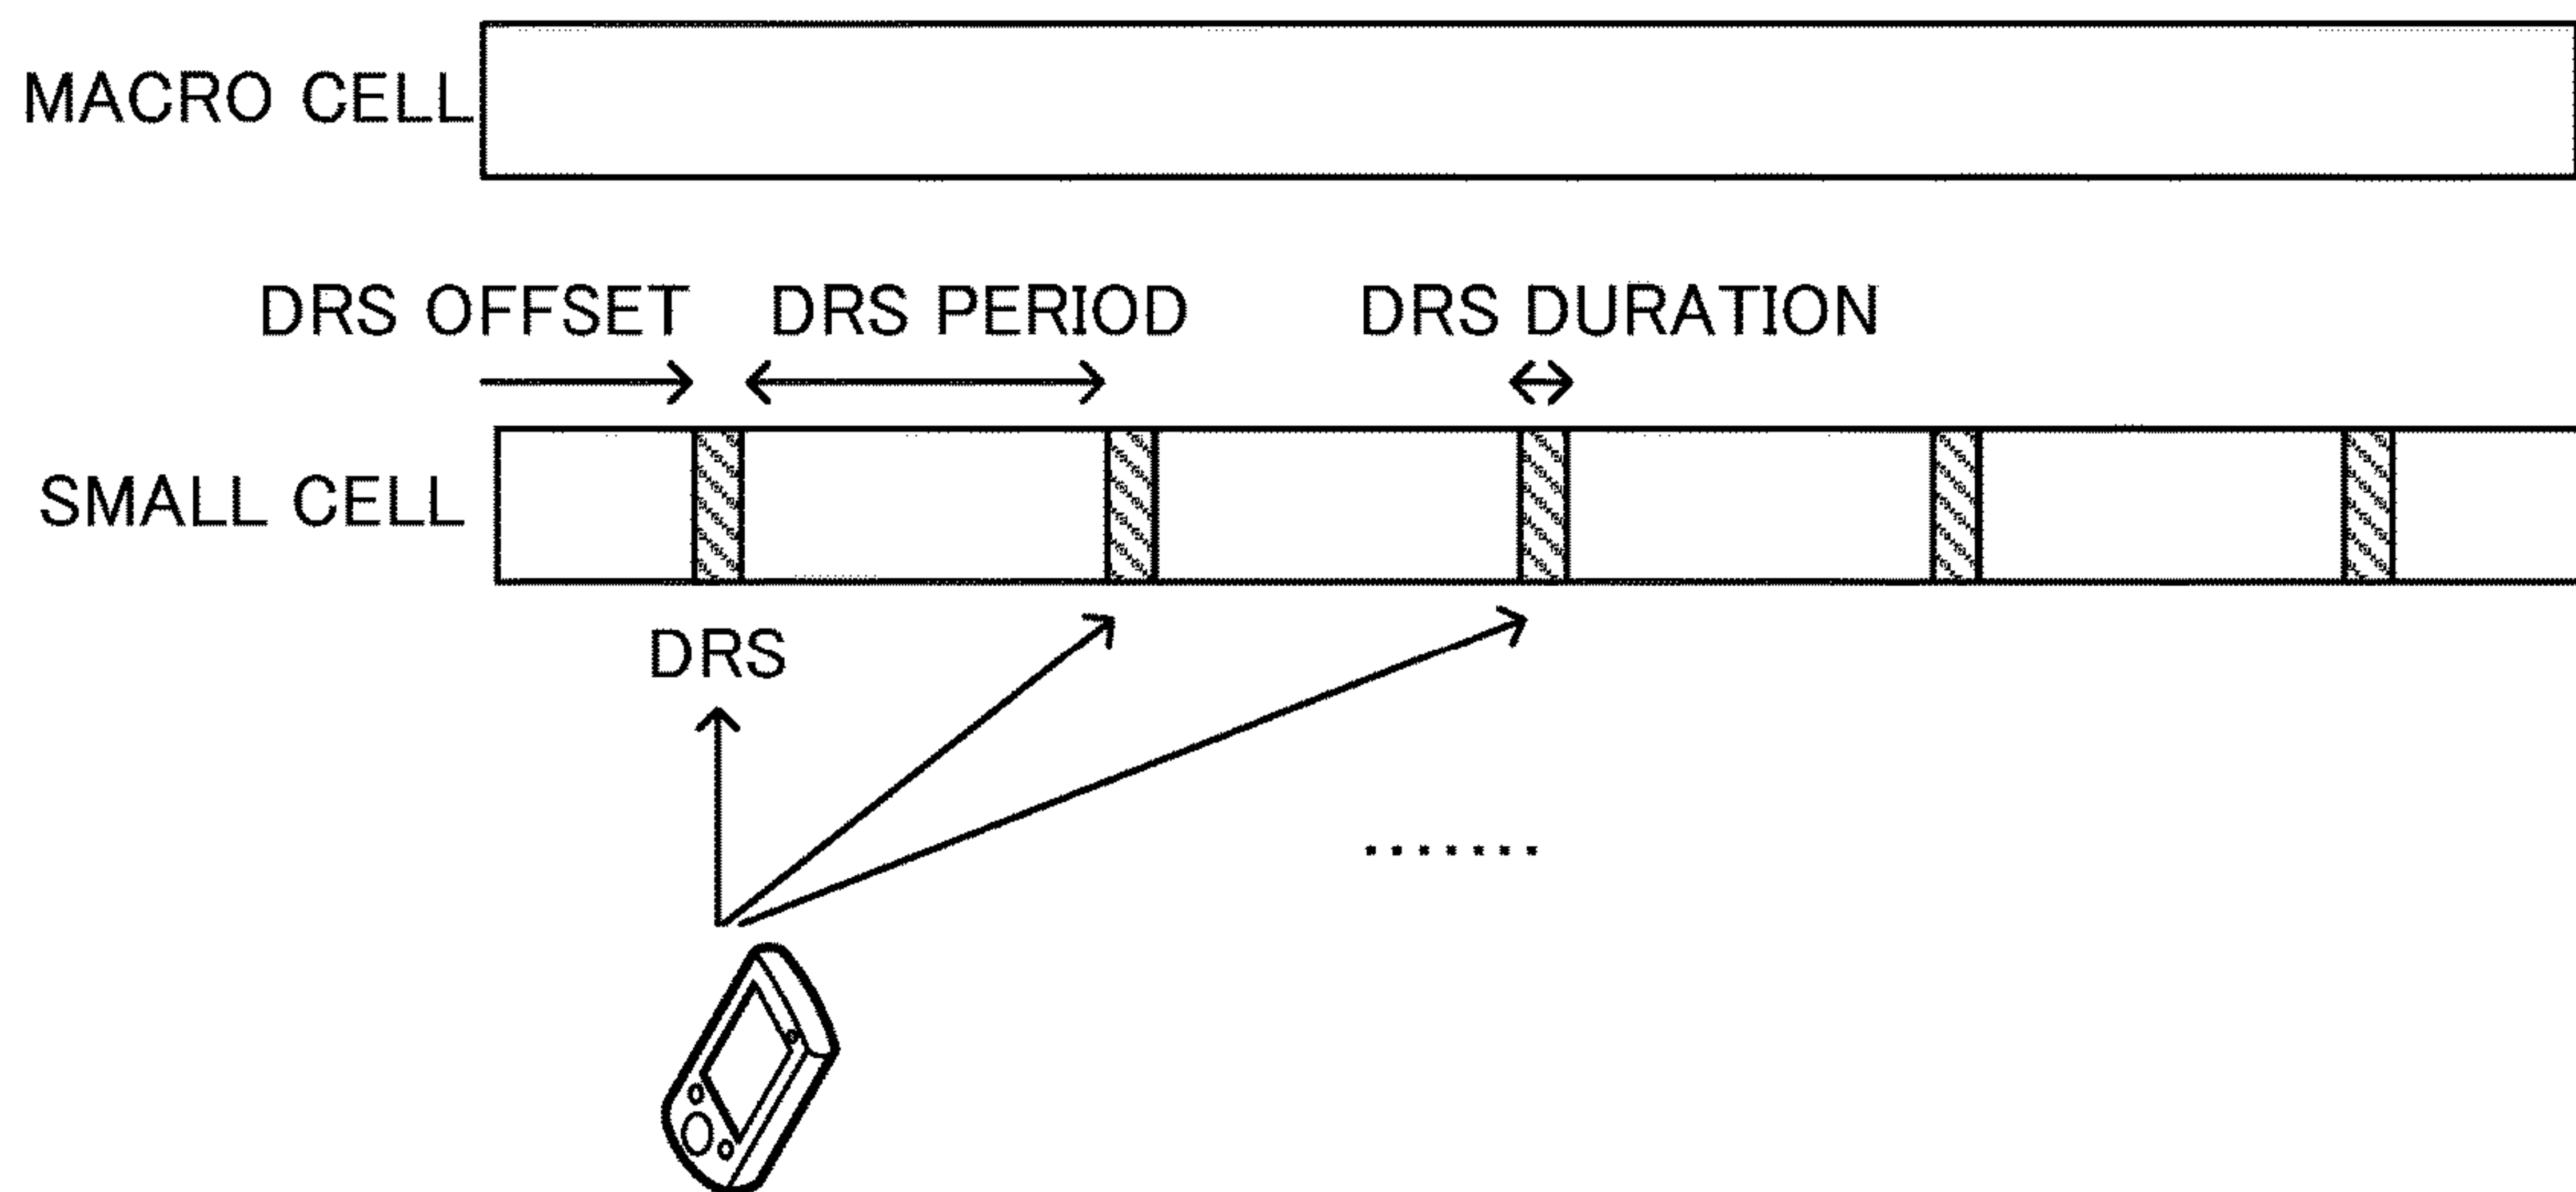 MACRO CELL
DRS OFFSET DRS PERIOD DRS DURATION
SMALL CELL
DRS